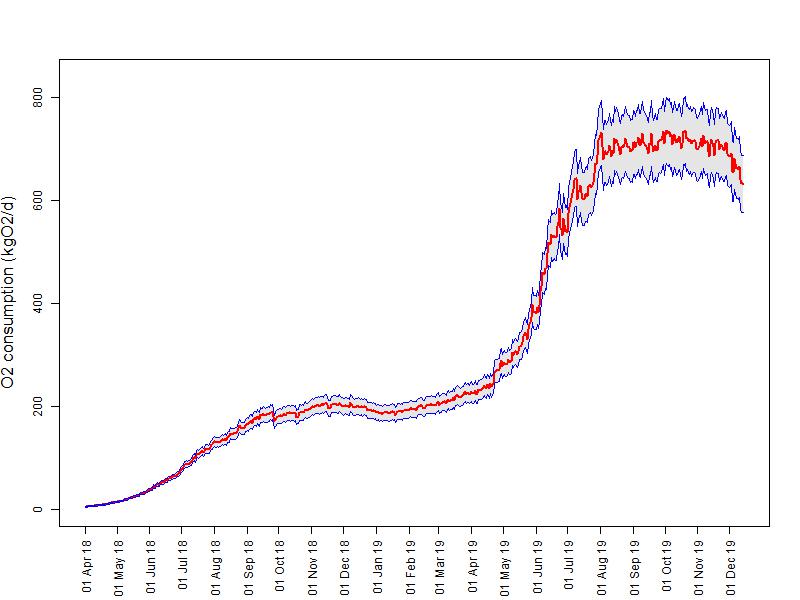 O2 consumption (kgO2/d)
800
600
400
200
0
01 Apr 18
01 May 18
01 Jun 18
01 Jul 18
01 Aug 18
01 Sep 18
01 Oct 18
01 Nov 18
01 Dec 18
01 Jan 19
01 Feb 19
01 Mar 19
01 Apr 19
01 May 19
01 Jun 19
01 Jul 19
01 Aug 19
01 Sep 19
01 Oct 19
01 Nov 19
01 Dec 19